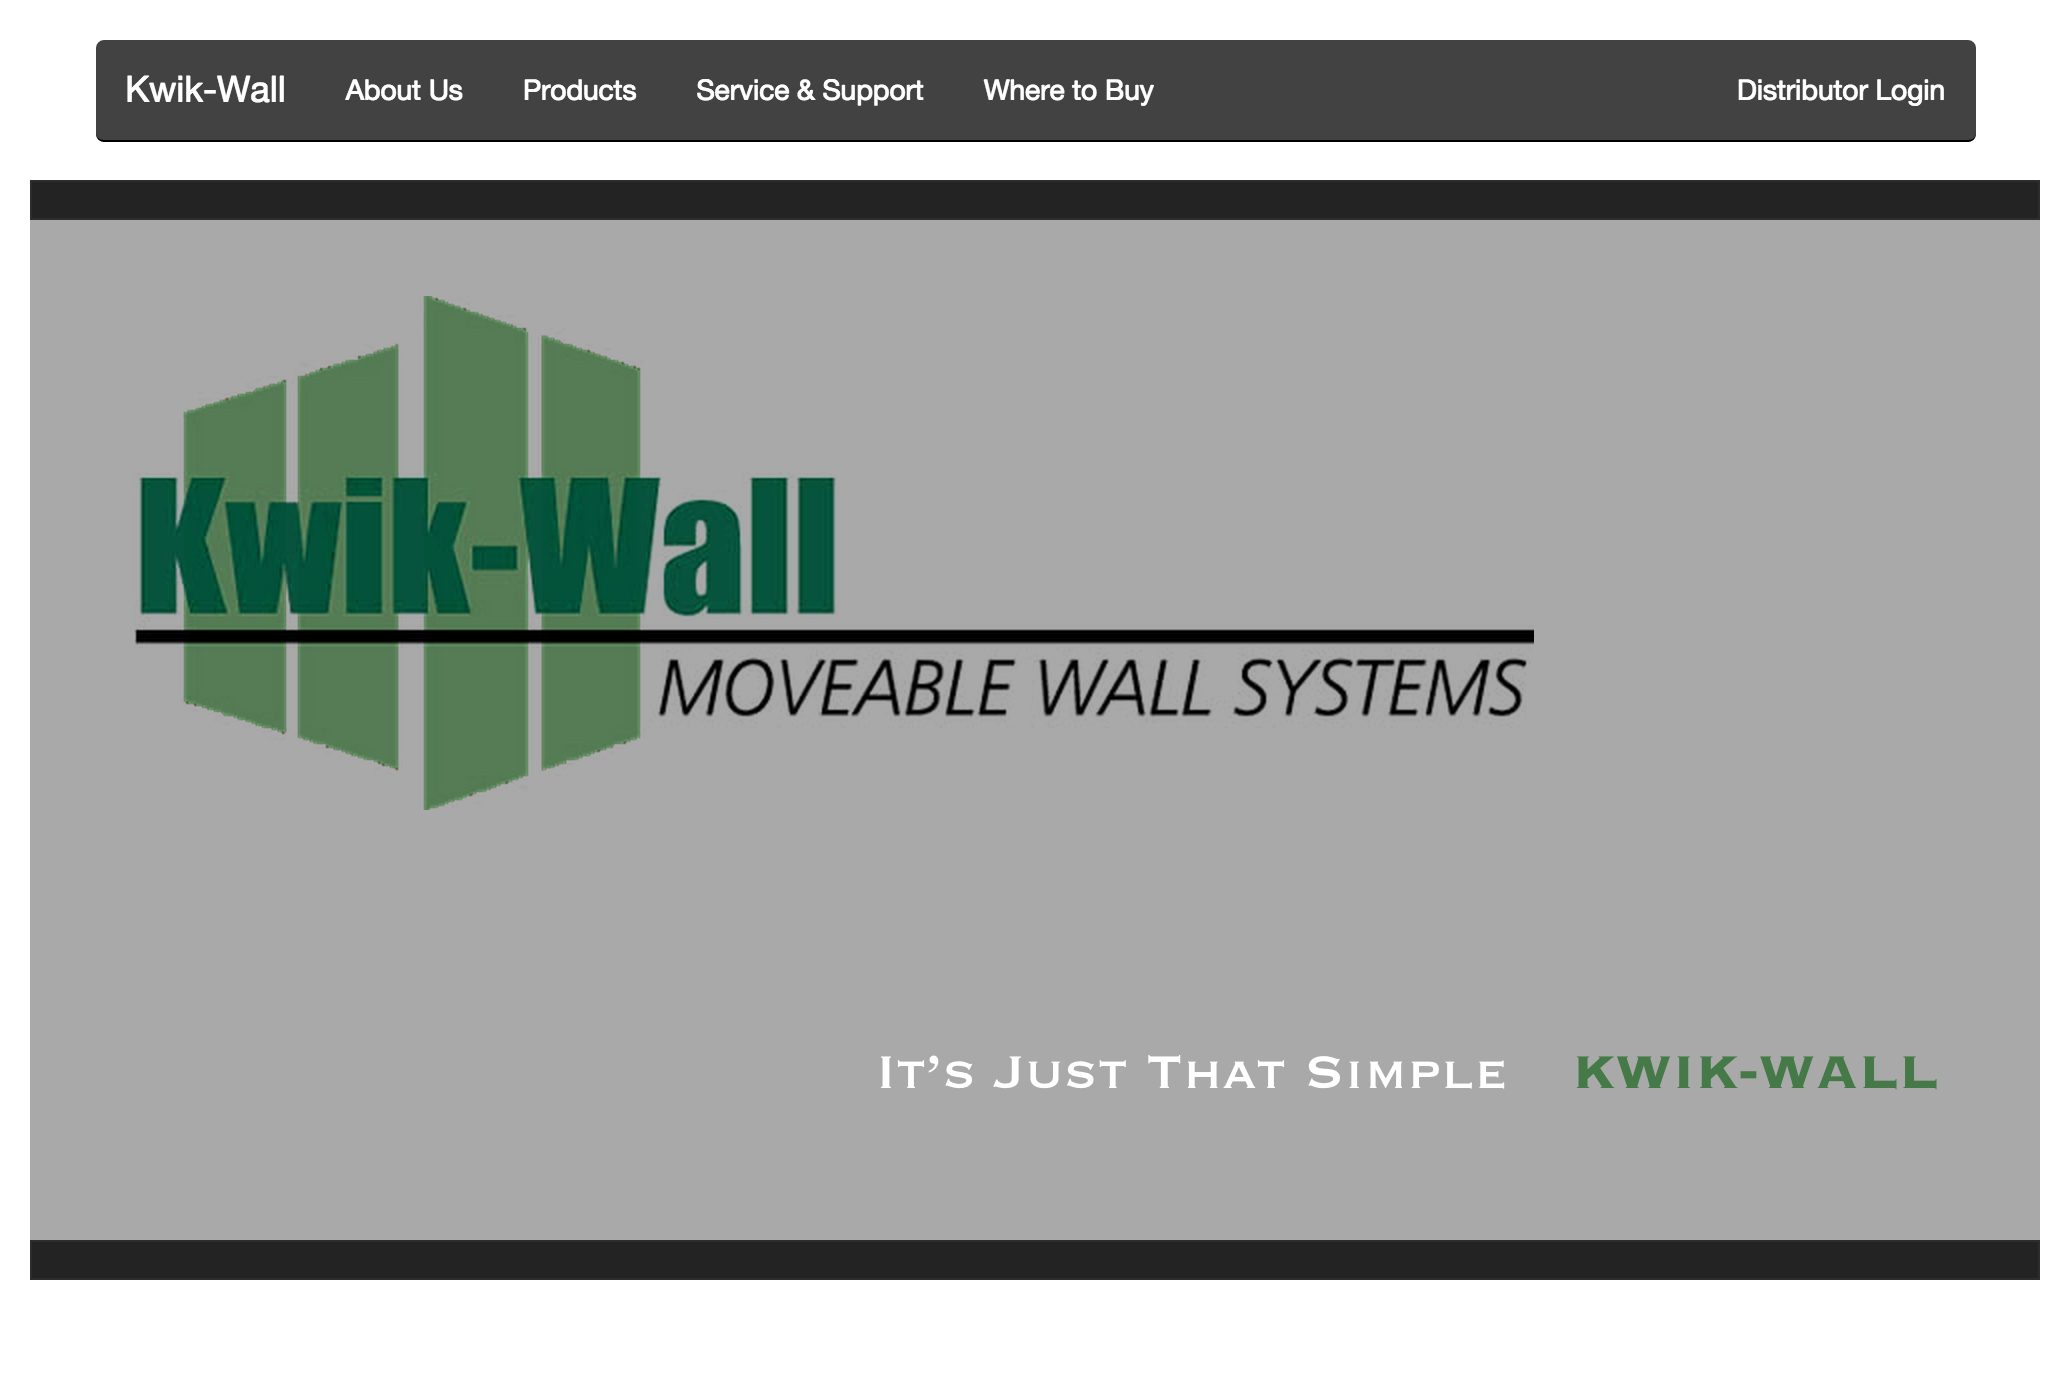 Kwik-Wall About Us Products Service & Support Where to Buy Distributor Login
Kwik-Wall
MOVEABLE WALL SYSTEMS
It’s Just That Simple KWIK-WALL